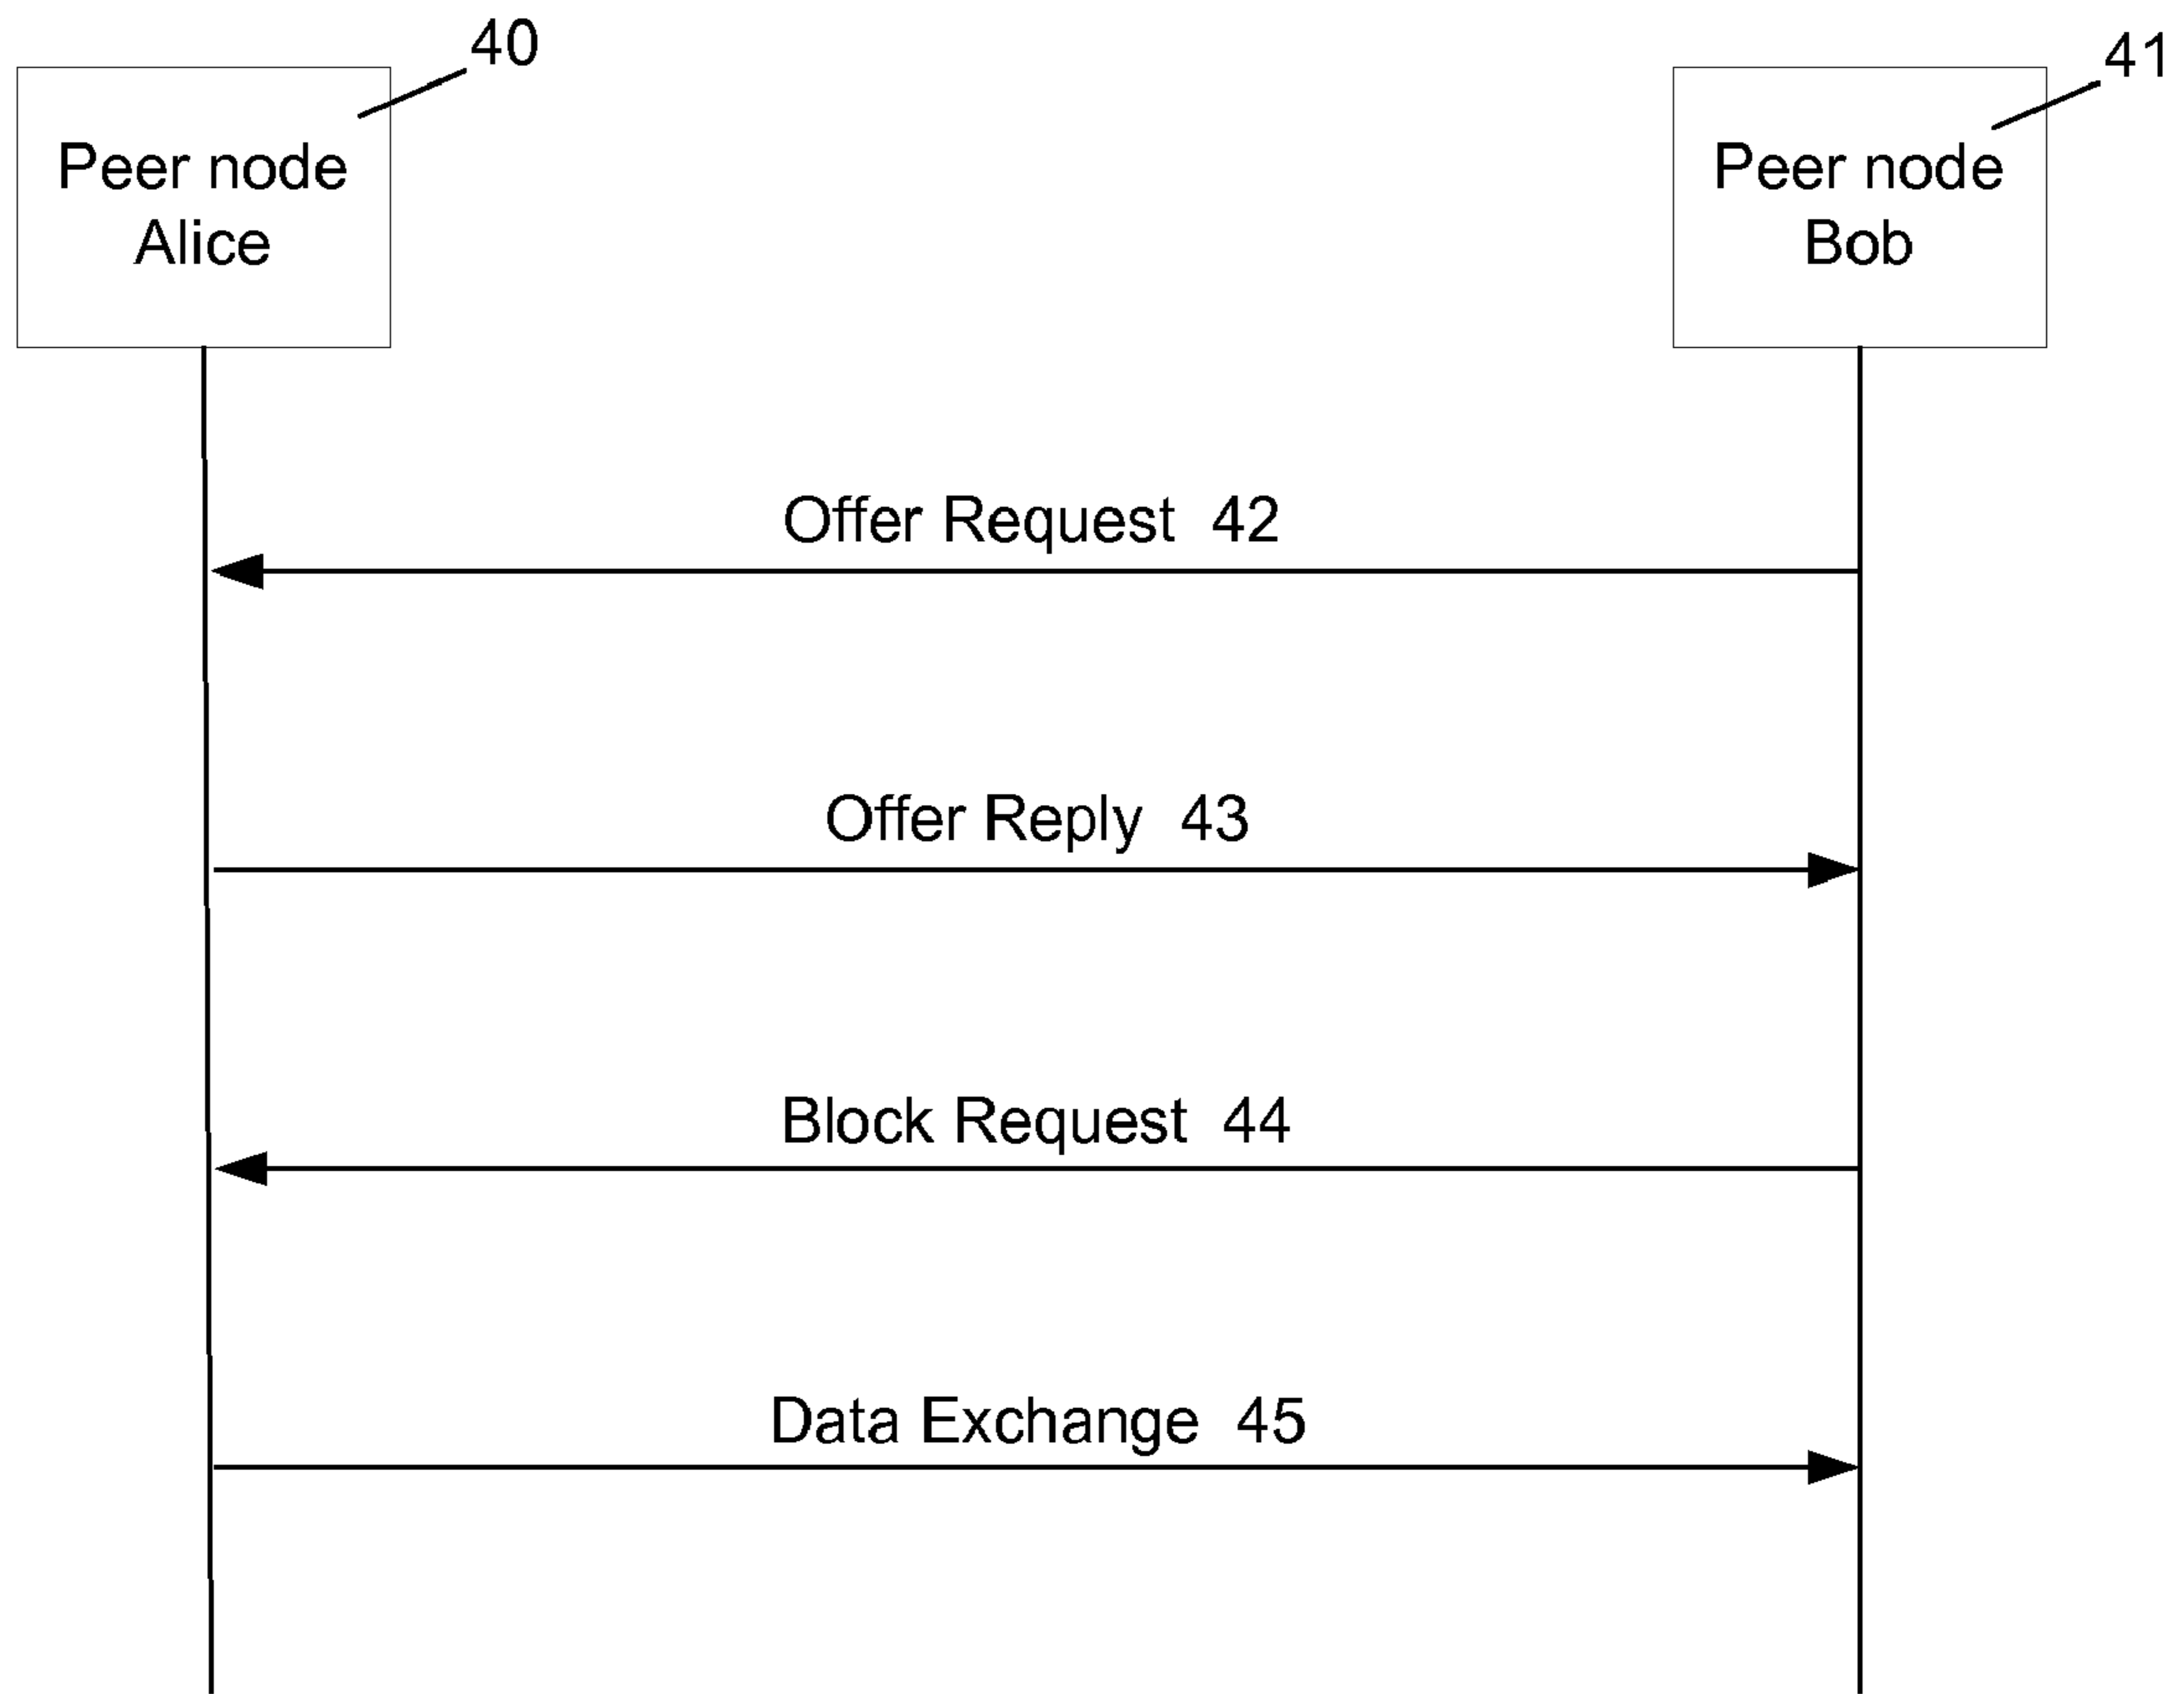 40
41
Peer node
Alice
Peer node
Bob
Offer Request 42
Offer Reply 43
Block Request 44
Data Exchange 45